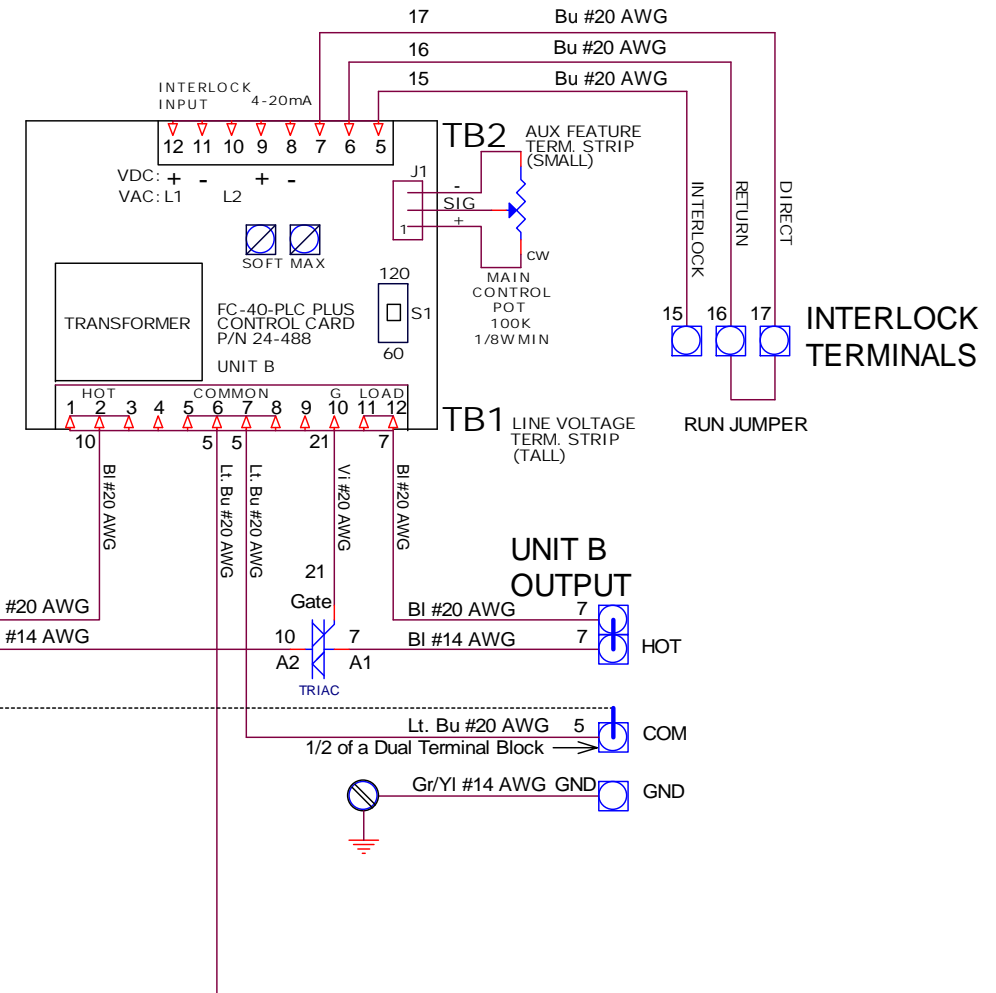 17 Bu #20 AWG
16 Bu #20 AWG
15 Bu #20 AWG
INTERLOCK
INPUT
4-20mA
12 11 10 9 8 7 6 5
TB2
AUX FEATURE
TERM. STRIP
(SMALL)
VDC: + - + -
VAC: L1 L2
J1
-
SIG
+
1
CW
MAIN
CONTROL
POT
100K
1/8W MIN
SOFT MAX
120
S1
60
TRANSFORMER
FC-40-PLC PLUS
CONTROL CARD
P/N 24-488
UNIT B
INTERLOCK
RETURN
DIRECT
15 16 17
INTERLOCK
TERMINALS
RUN JUMPER
HOT COMMON G LOAD
1 2 3 4 5 6 7 8 9 10 11 12
TB1
LINE VOLTAGE
TERM. STRIP
(TALL)
10 5 5 21 7
Bl #20 AWG
Lt. Bu #20 AWG
Lt. Bu #20 AWG
Vi #20 AWG
Bl #20 AWG
UNIT B
OUTPUT
21
Gate
#20 AWG
Bl #20 AWG 7
#14 AWG
10 7
Bl #14 AWG 7
HOT
A2 A1
TRIAC
Lt. Bu #20 AWG 5
COM
1/2 of a Dual Terminal Block
Gr/Yl #14 AWG GND
GND